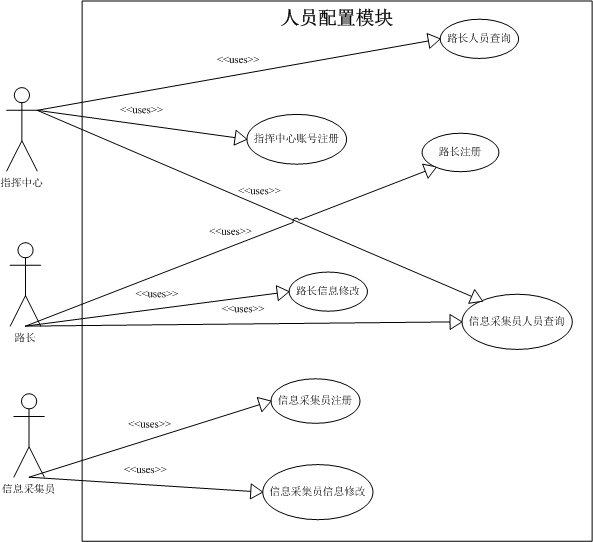 人员配置模块
路长人员查询
<<uses>>
<<uses>>
指挥中心账号注册
路长注册
指挥中心
<<uses>>
<<uses>>
路长信息修改
<<uses>>
<<uses>>
信息采集员人员查询
路长
信息采集员注册
<<uses>>
<<uses>>
信息采集员
信息采集员信息修改